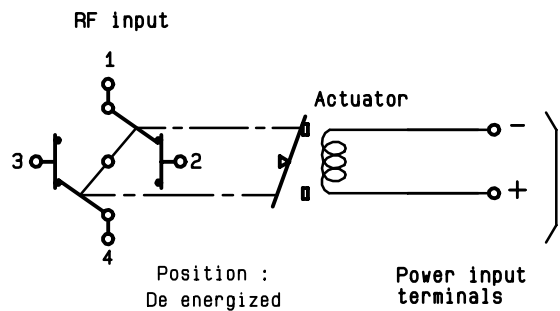 RF input
1
Actuator
-
3
2
+
4
Position :
De energized
Power input
terminals